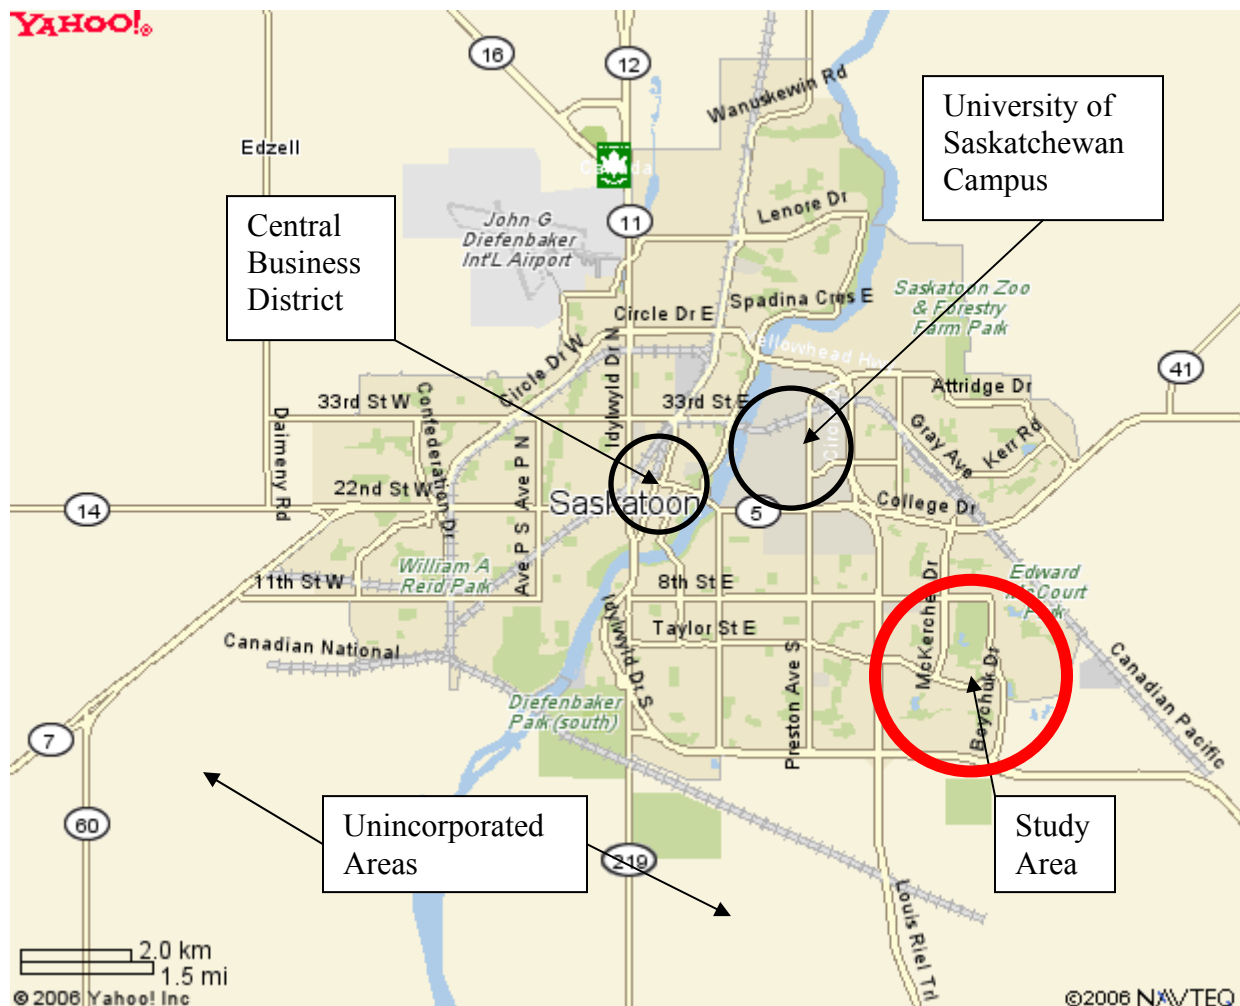 YAHOO!®
16
12
Wanuskewin Rd
University of
Saskatchewan
Campus
Edzell
Canada
Central
Business
District
John G
Diefenbaker
Int'L Airport
11
Lenore Dr
Saskatoon Zoo
& Forestry
Farm Park
Spadina Cres E
Circle Dr E
Yellowhead Hwy
41
Circle Dr W
Idylwyld Dr N
Attridge Dr
33rd St W
33rd St E
Confederation Dr
Dalmeny Rd
Ave P N
Circle
Gray Ave
Kerr Rd
22nd St W
Saskatoon
14
5
College Dr
Ave P S
William A
Reid Park
11th St W
8th St E
McKercher Dr
Edward
McCourt
Park
Idylwyld Dr S
Taylor St E
Canadian National
Preston Ave S
Boychuk Dr
Canadian Pacific
Diefenbaker
Park (south)
7
60
Unincorporated
Areas
219
Study
Area
Louis Riel Trl
2.0 km
1.5 mi
© 2006 Yahoo! Inc
©2006 NAVTEQ